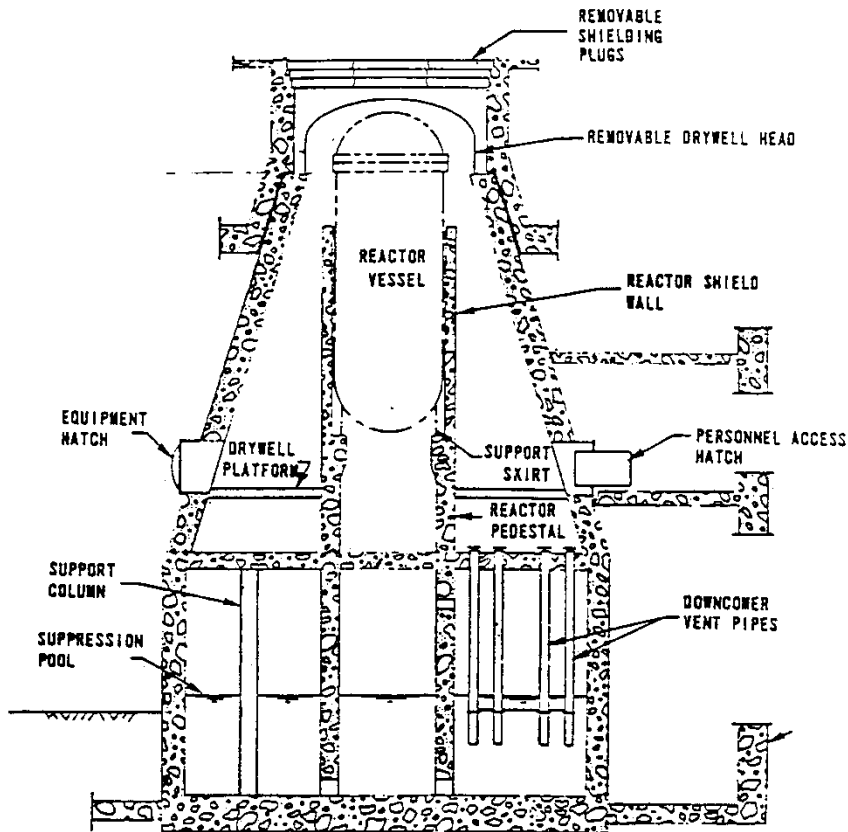 REMOVABLE
SHIELDING
PLUGS
REMOVABLE DRYWELL HEAD
REACTOR
VESSEL
REACTOR SHIELD
WALL
EQUIPMENT
HATCH
DRYWELL
PLATFORM
SUPPORT
SKIRT
PERSONNEL ACCESS
HATCH
REACTOR
PEDESTAL
SUPPORT
COLUMN
DOWNCOMER
VENT PIPES
SUPPRESSION
POOL